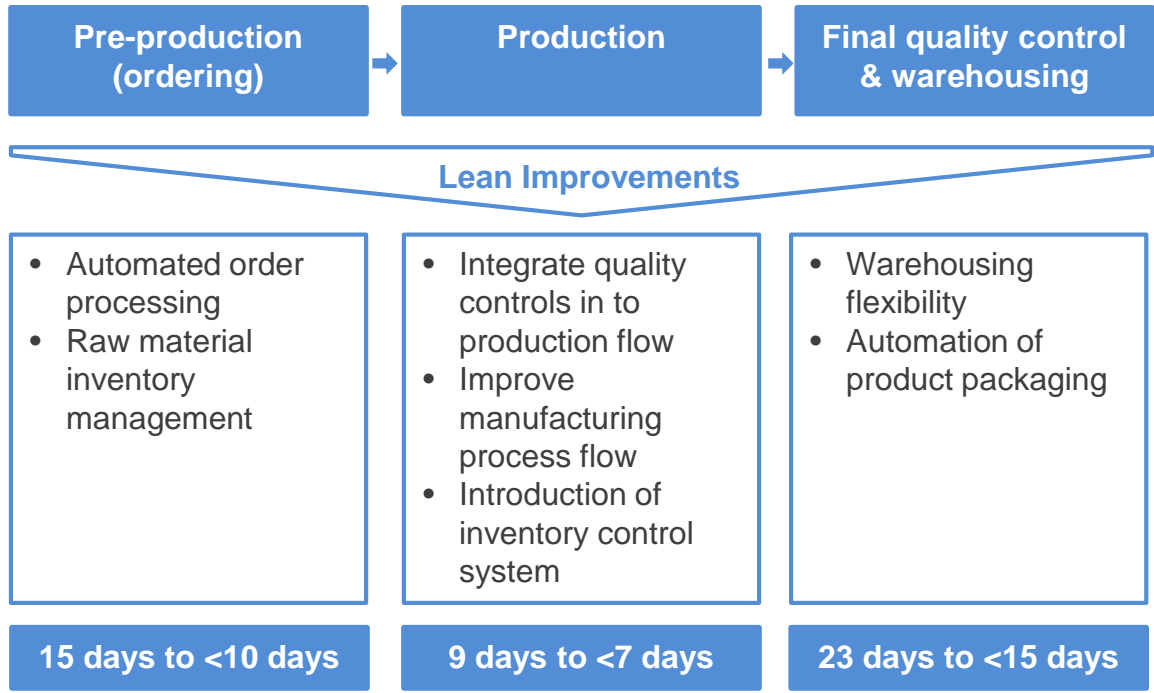 Pre-production
(ordering)
Production
Final quality control
& warehousing
Lean Improvements
• Automated order
processing
• Raw material
inventory
management
• Integrate quality
controls in to
production flow
• Improve
manufacturing
process flow
• Introduction of
inventory control
system
• Warehousing
flexibility
• Automation of
product packaging
15 days to <10 days
9 days to <7 days
23 days to <15 days